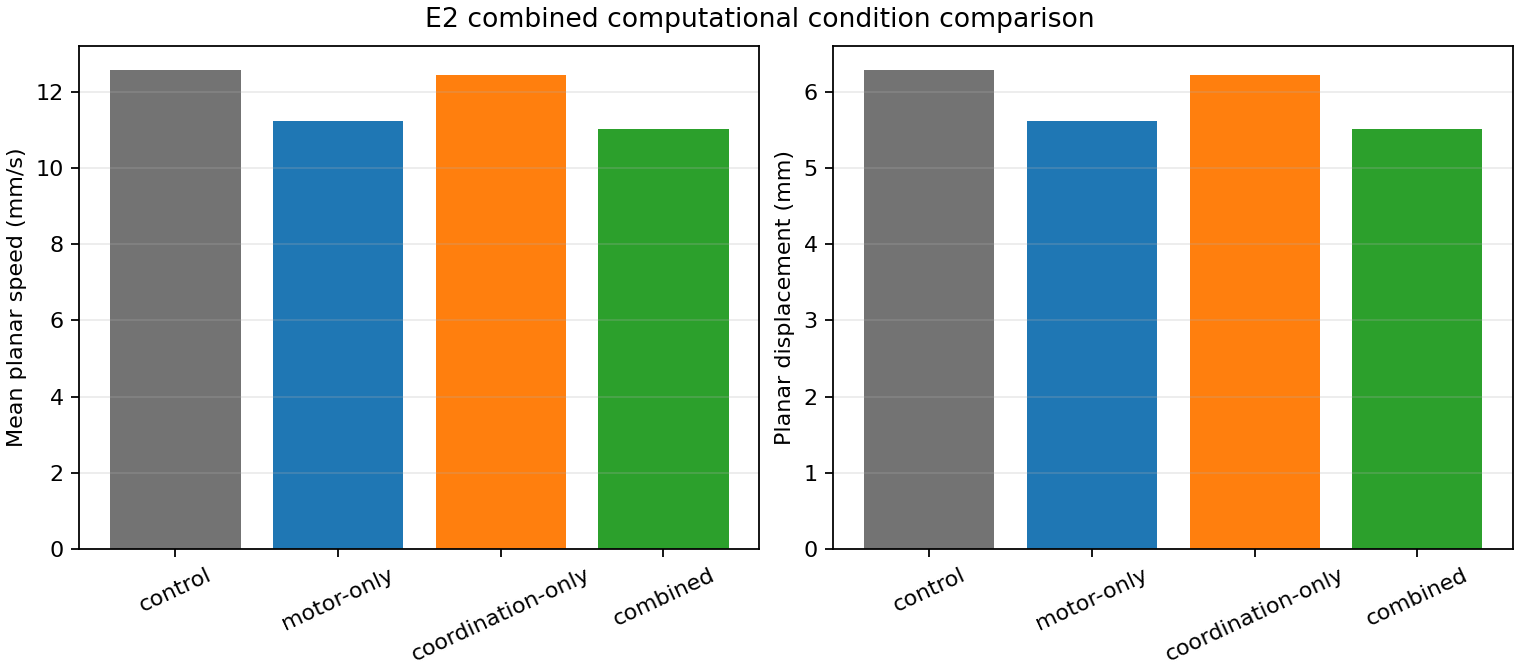 E2 combined computational condition comparison
Mean planar speed (mm/s)
12
10
8
6
4
2
0
control
motor-only
coordination-only
combined
Planar displacement (mm)
6
5
4
3
2
1
0
control
motor-only
coordination-only
combined